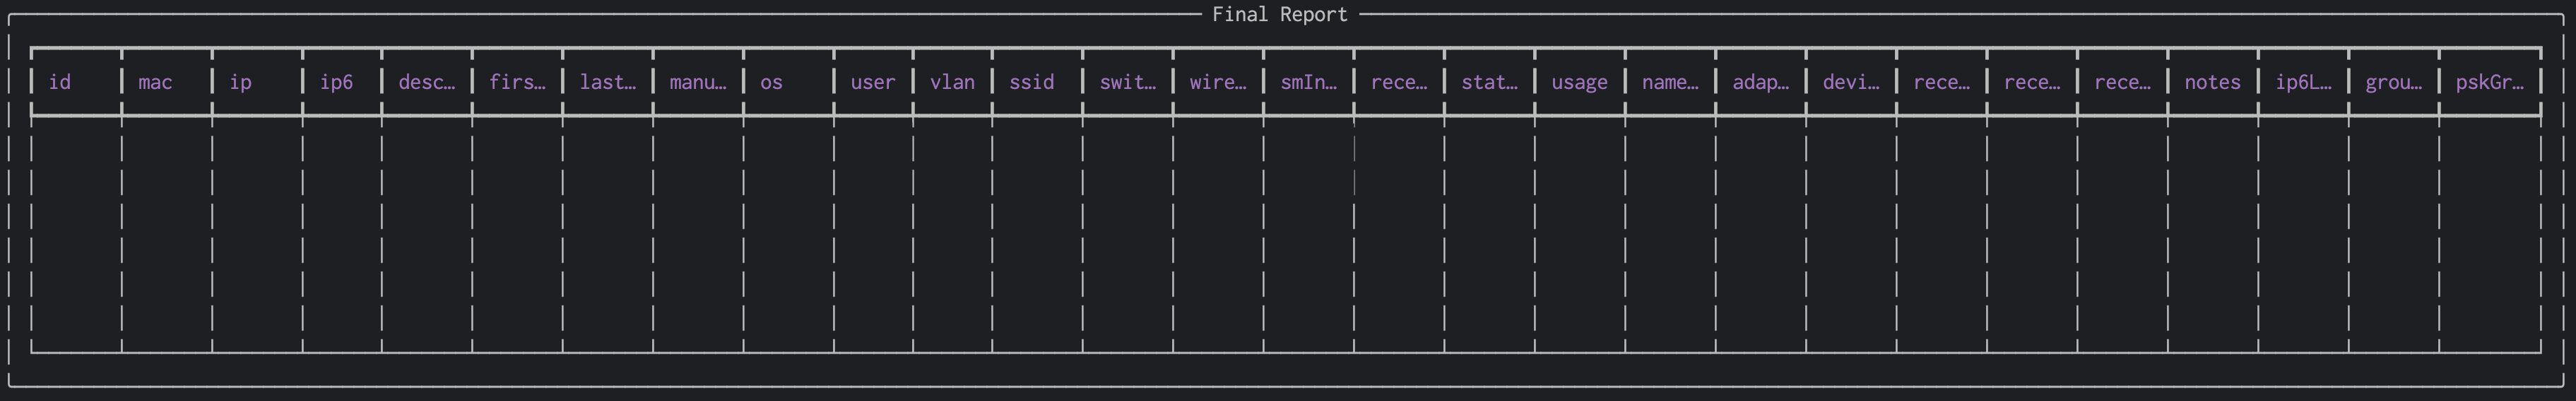 Final Report
id mac ip ip6 desc… firs… last… manu… os user vlan ssid swit… wire… smIn… rece… stat… usage name… adap… devi… rece… rece… rece… notes ip6L… grou… pskGr…